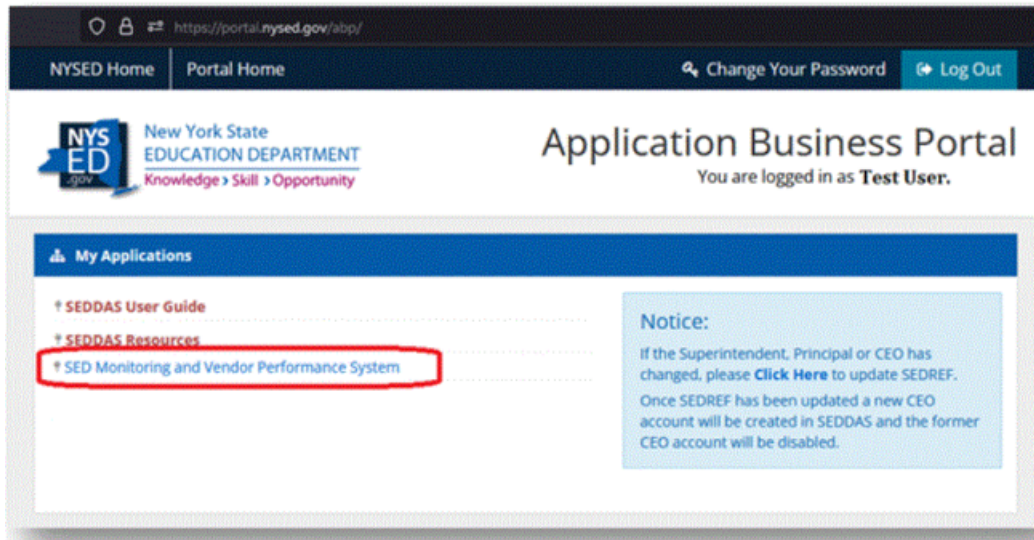 https://portal.nysed.gov/abp/
NYSED Home Portal Home Change Your Password Log Out
NYS
ED
.gov
New York State
EDUCATION DEPARTMENT
Knowledge > Skill > Opportunity
Application Business Portal
You are logged in as Test User.
My Applications
SEDDAS User Guide
SEDDAS Resources
SED Monitoring and Vendor Performance System
Notice:
If the Superintendent, Principal or CEO has
changed, please Click Here to update SEDREF.
Once SEDREF has been updated a new CEO
account will be created in SEDDAS and the former
CEO account will be disabled.